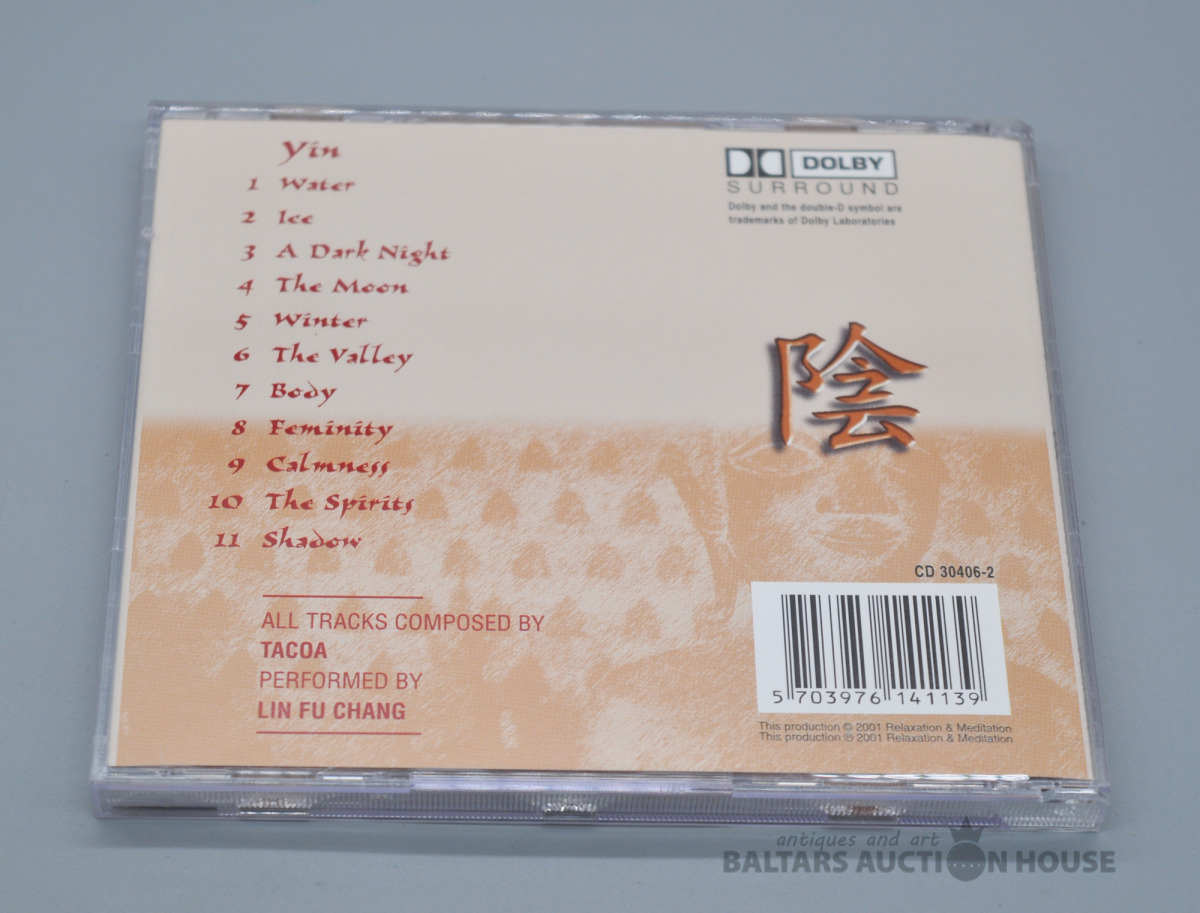 Yin
1 Water
2 Ice
3 A Dark Night
4 The Moon
5 Winter
6 The Valley
7 Body
8 Feminity
9 Calmness
10 The Spirits
11 Shadow
ALL TRACKS COMPOSED BY
TACOA
PERFORMED BY
LIN FU CHANG
DOLBY
SURROUND
Dolby and the double-D symbol are
trademarks of Dolby Laboratories
陰
CD 30406-2
5 703976 141139
This production © 2001 Relaxation & Meditation
This production ℗ 2001 Relaxation & Meditation
antiques and art
BALTARS AUCTION HOUSE